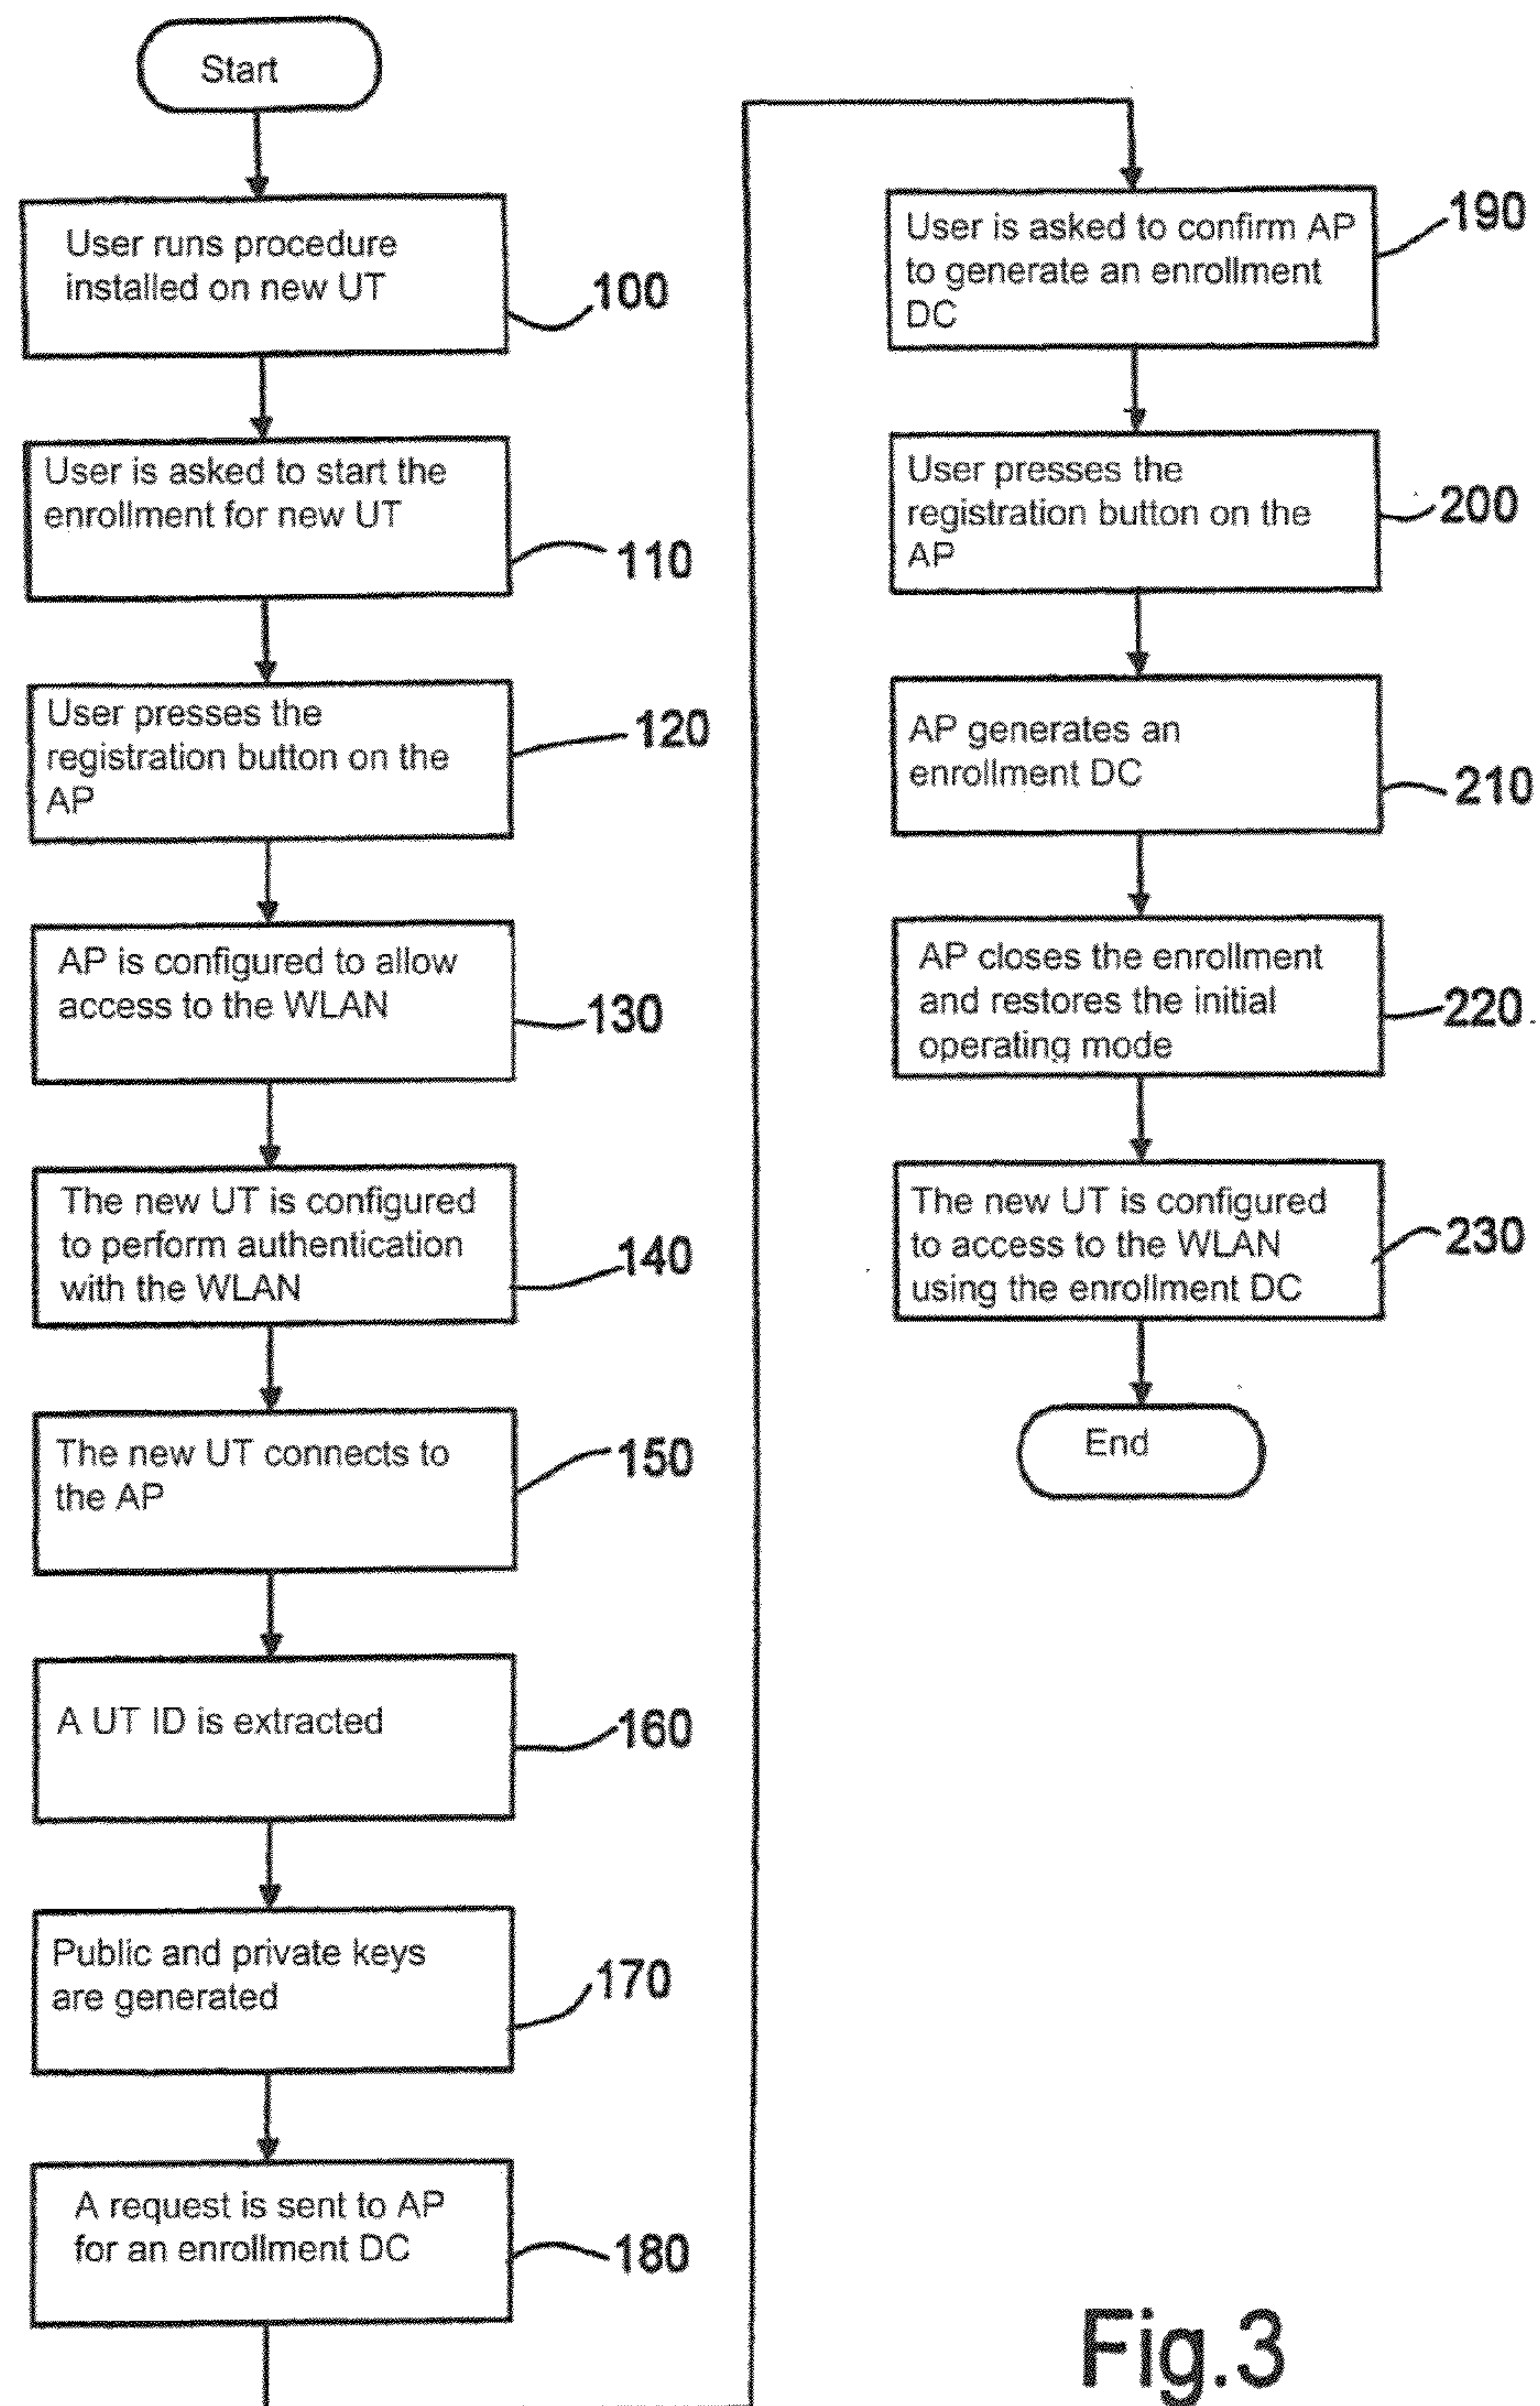 Start
User runs procedure
installed on new UT
100
User is asked to start the
enrollment for new UT
110
User presses the
registration button on the
AP
120
AP is configured to allow
access to the WLAN
130
The new UT is configured
to perform authentication
with the WLAN
140
The new UT connects to
the AP
150
A UT ID is extracted
160
Public and private keys
are generated
170
A request is sent to AP
for an enrollment DC
180
User is asked to confirm AP
to generate an enrollment
DC
190
User presses the
registration button on the
AP
200
AP generates an
enrollment DC
210
AP closes the enrollment
and restores the initial
operating mode
220
The new UT is configured
to access to the WLAN
using the enrollment DC
230
End
Fig.3